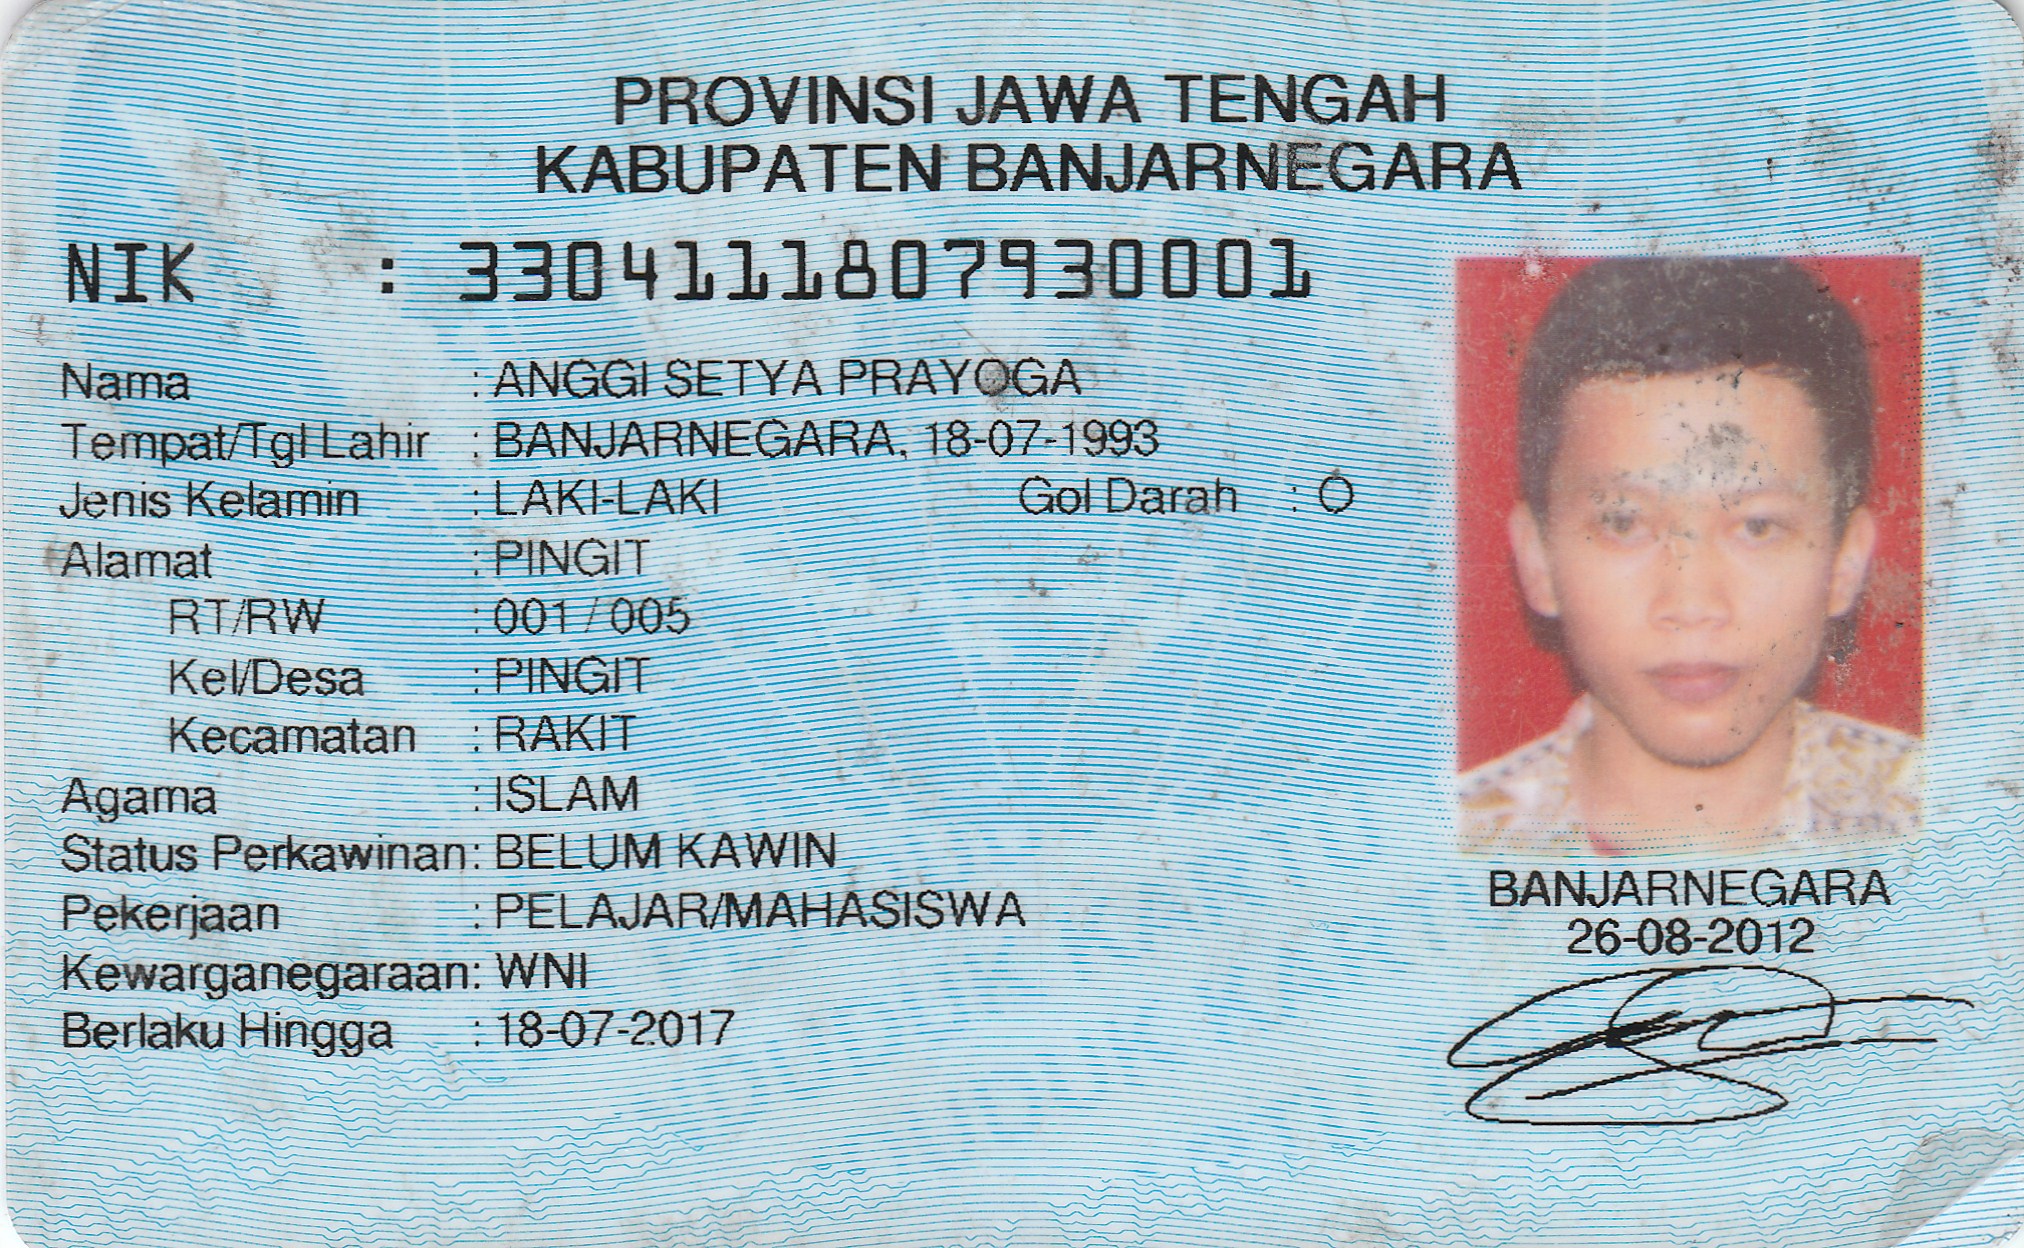 PROVINSI JAWA TENGAH
KABUPATEN BANJARNEGARA
NIK : 3304111807930001
Nama : ANGGI SETYA PRAYOGA
Tempat/Tgl Lahir : BANJARNEGARA, 18-07-1993
Jenis Kelamin : LAKI-LAKI Gol Darah : O
Alamat : PINGIT
RT/RW : 001 / 005
Kel/Desa : PINGIT
Kecamatan : RAKIT
Agama : ISLAM
Status Perkawinan: BELUM KAWIN
Pekerjaan : PELAJAR/MAHASISWA
Kewarganegaraan: WNI
Berlaku Hingga : 18-07-2017
BANJARNEGARA
26-08-2012